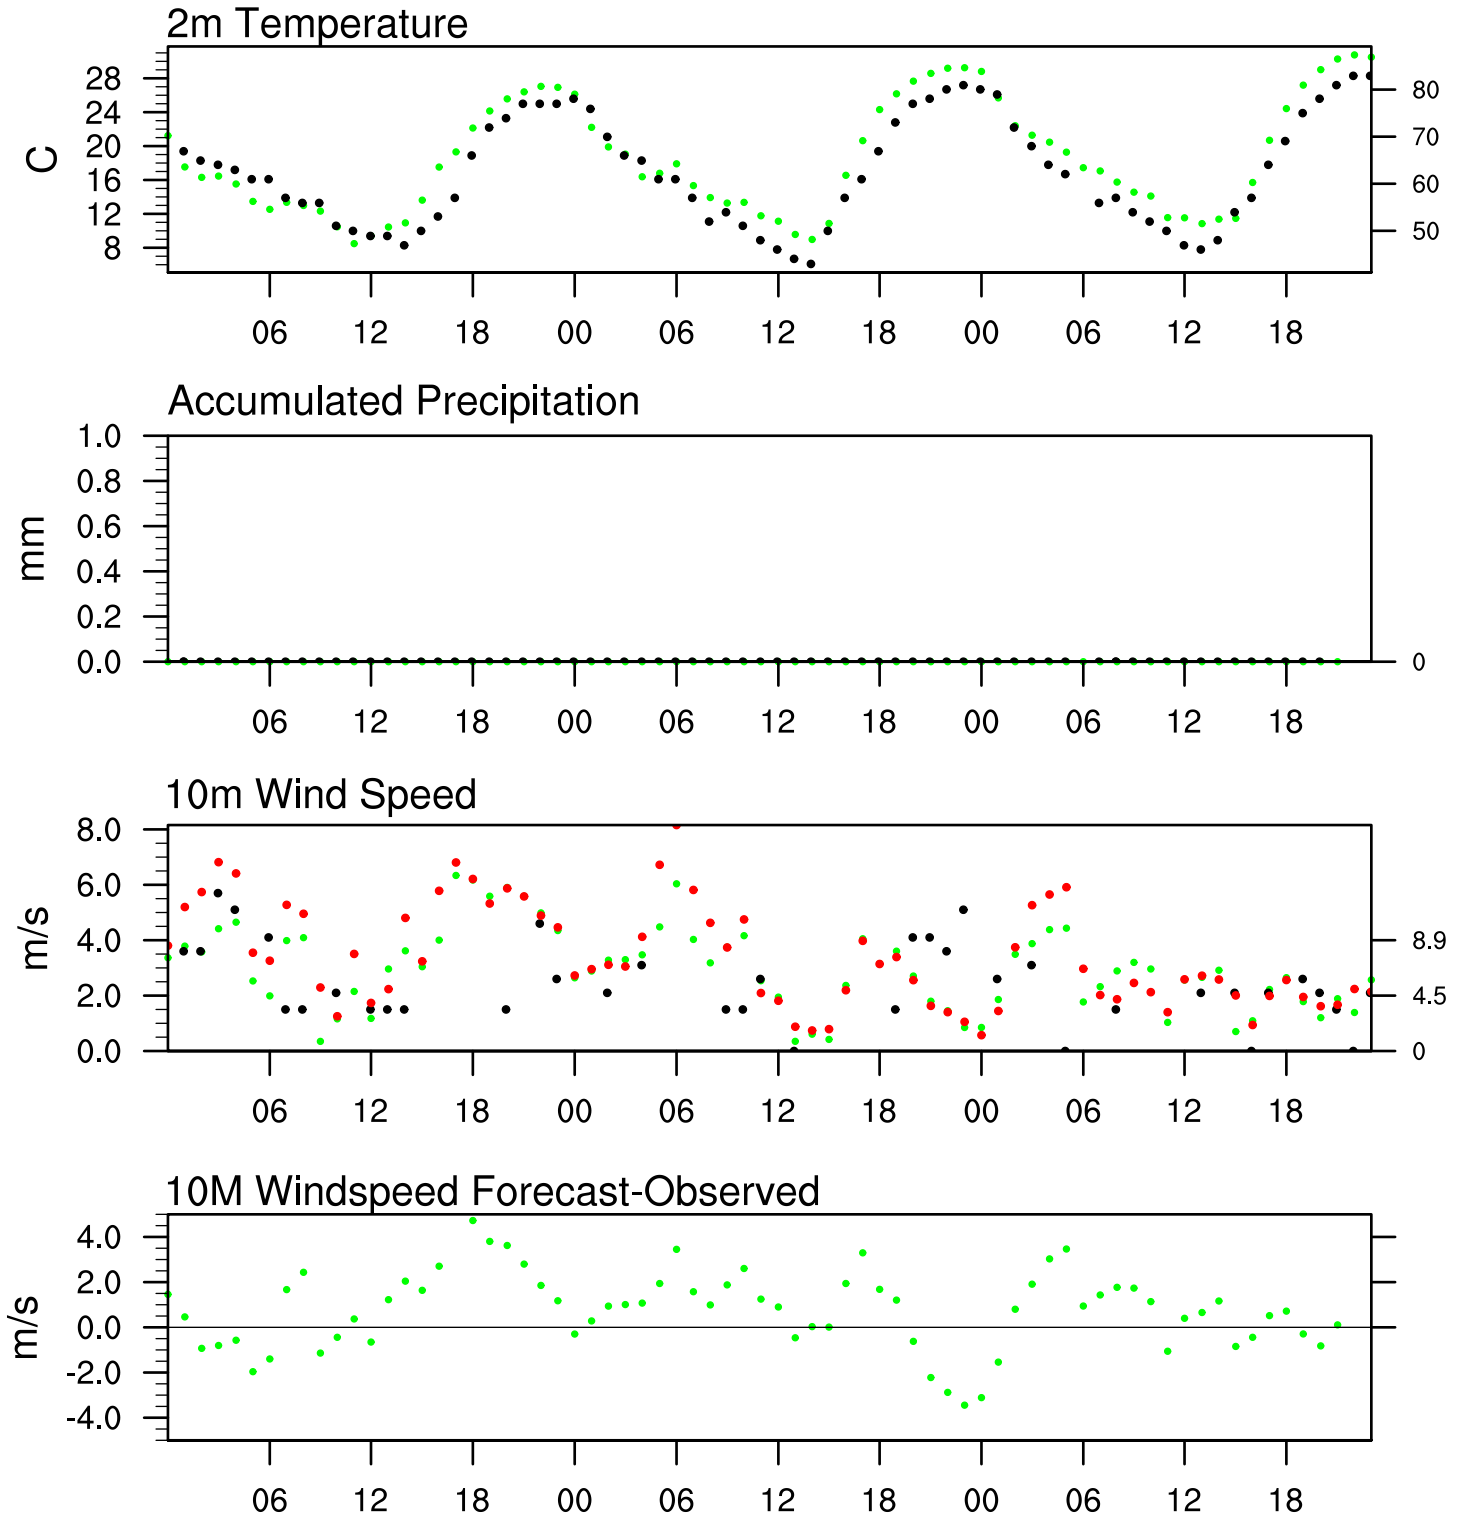 2m Temperature
28
24
20
16
12
8
C
80
70
60
50
06 12 18 00 06 12 18 00 06 12 18
Accumulated Precipitation
1.0
0.8
0.6
0.4
0.2
0.0
mm
0
06 12 18 00 06 12 18 00 06 12 18
10m Wind Speed
8.0
6.0
4.0
2.0
0.0
m/s
8.9
4.5
0
06 12 18 00 06 12 18 00 06 12 18
10M Windspeed Forecast-Observed
4.0
2.0
0.0
-2.0
-4.0
m/s
06 12 18 00 06 12 18 00 06 12 18